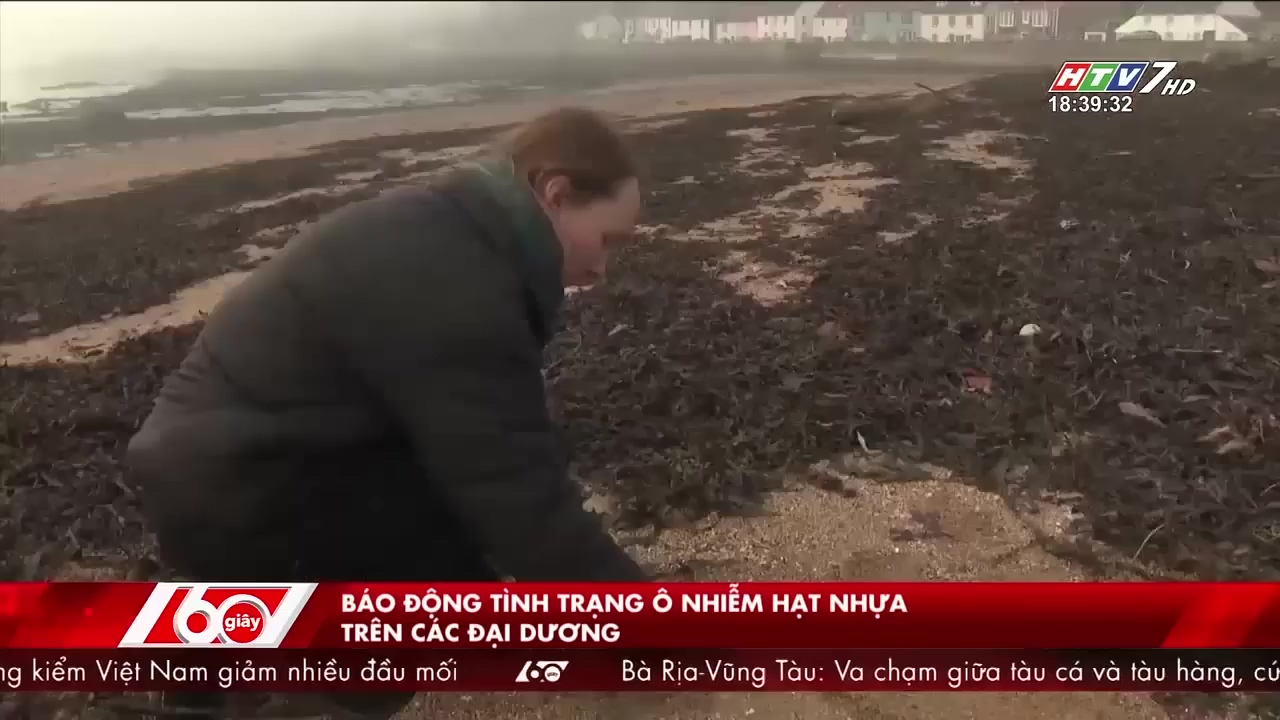 HTV7 HD
18:39:32
60 giây
BÁO ĐỘNG TÌNH TRẠNG Ô NHIỄM HẠT NHỰA
TRÊN CÁC ĐẠI DƯƠNG
ng kiểm Việt Nam giảm nhiều đầu mối 60 giây Bà Rịa-Vũng Tàu: Va chạm giữa tàu cá và tàu hàng, cứ